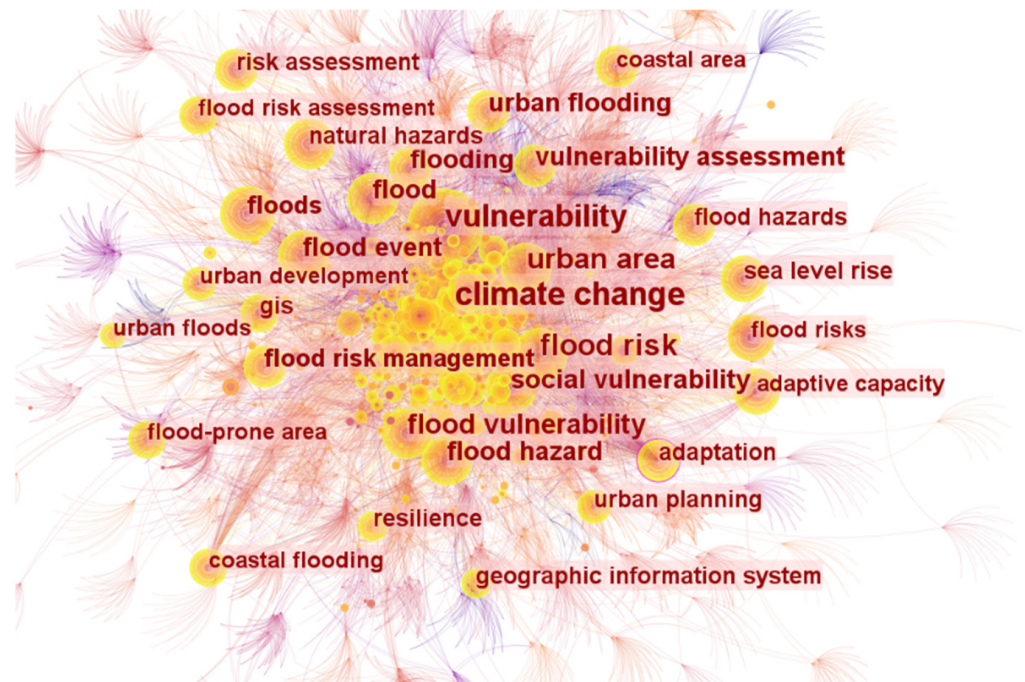 risk assessment
coastal area
flood risk assessment
urban flooding
natural hazards
flooding
vulnerability assessment
flood
floods
vulnerability
flood hazards
flood event
urban area
urban development
sea level rise
gis
climate change
urban floods
flood risks
flood risk management
flood risk
social vulnerability
adaptive capacity
flood vulnerability
flood-prone area
flood hazard
adaptation
urban planning
resilience
coastal flooding
geographic information system